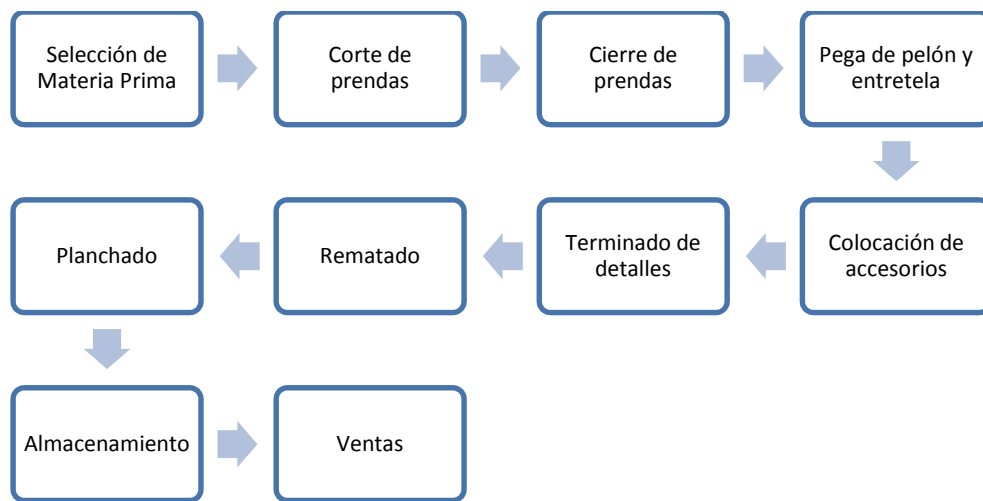 Selección de
Materia Prima
Corte de
prendas
Cierre de
prendas
Pega de pelón y
entretela
Colocación de
accesorios
Terminado de
detalles
Rematado
Planchado
Almacenamiento
Ventas